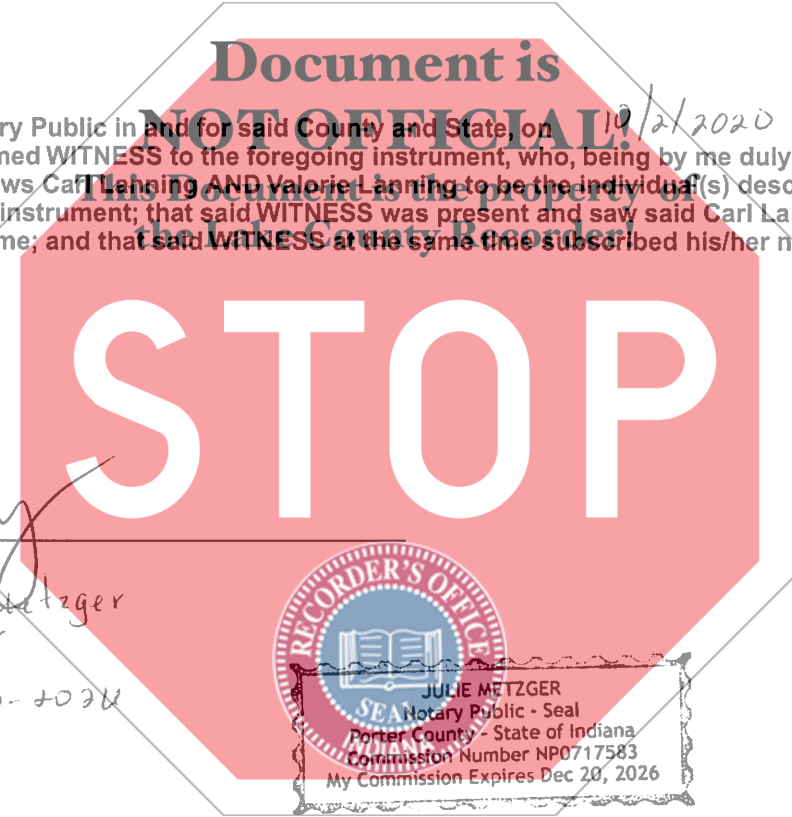 Document is
NOT OFFICIAL!
This Document is the property of
the Lake County Recorder!
ry Public in and for said County and State, on 10/2/2020
med WITNESS to the foregoing instrument, who, being by me duly
ws Carl Lanning AND Valerie Lanning to be the individual(s) desc
instrument; that said WITNESS was present and saw said Carl La
me; and that said WITNESS at the same time subscribed his/her n
STOP
Metzger
RECORDER'S OFFICE
SEAL
INDIANA
JULIE METZGER
Notary Public - Seal
Porter County - State of Indiana
Commission Number NP0717583
My Commission Expires Dec 20, 2026